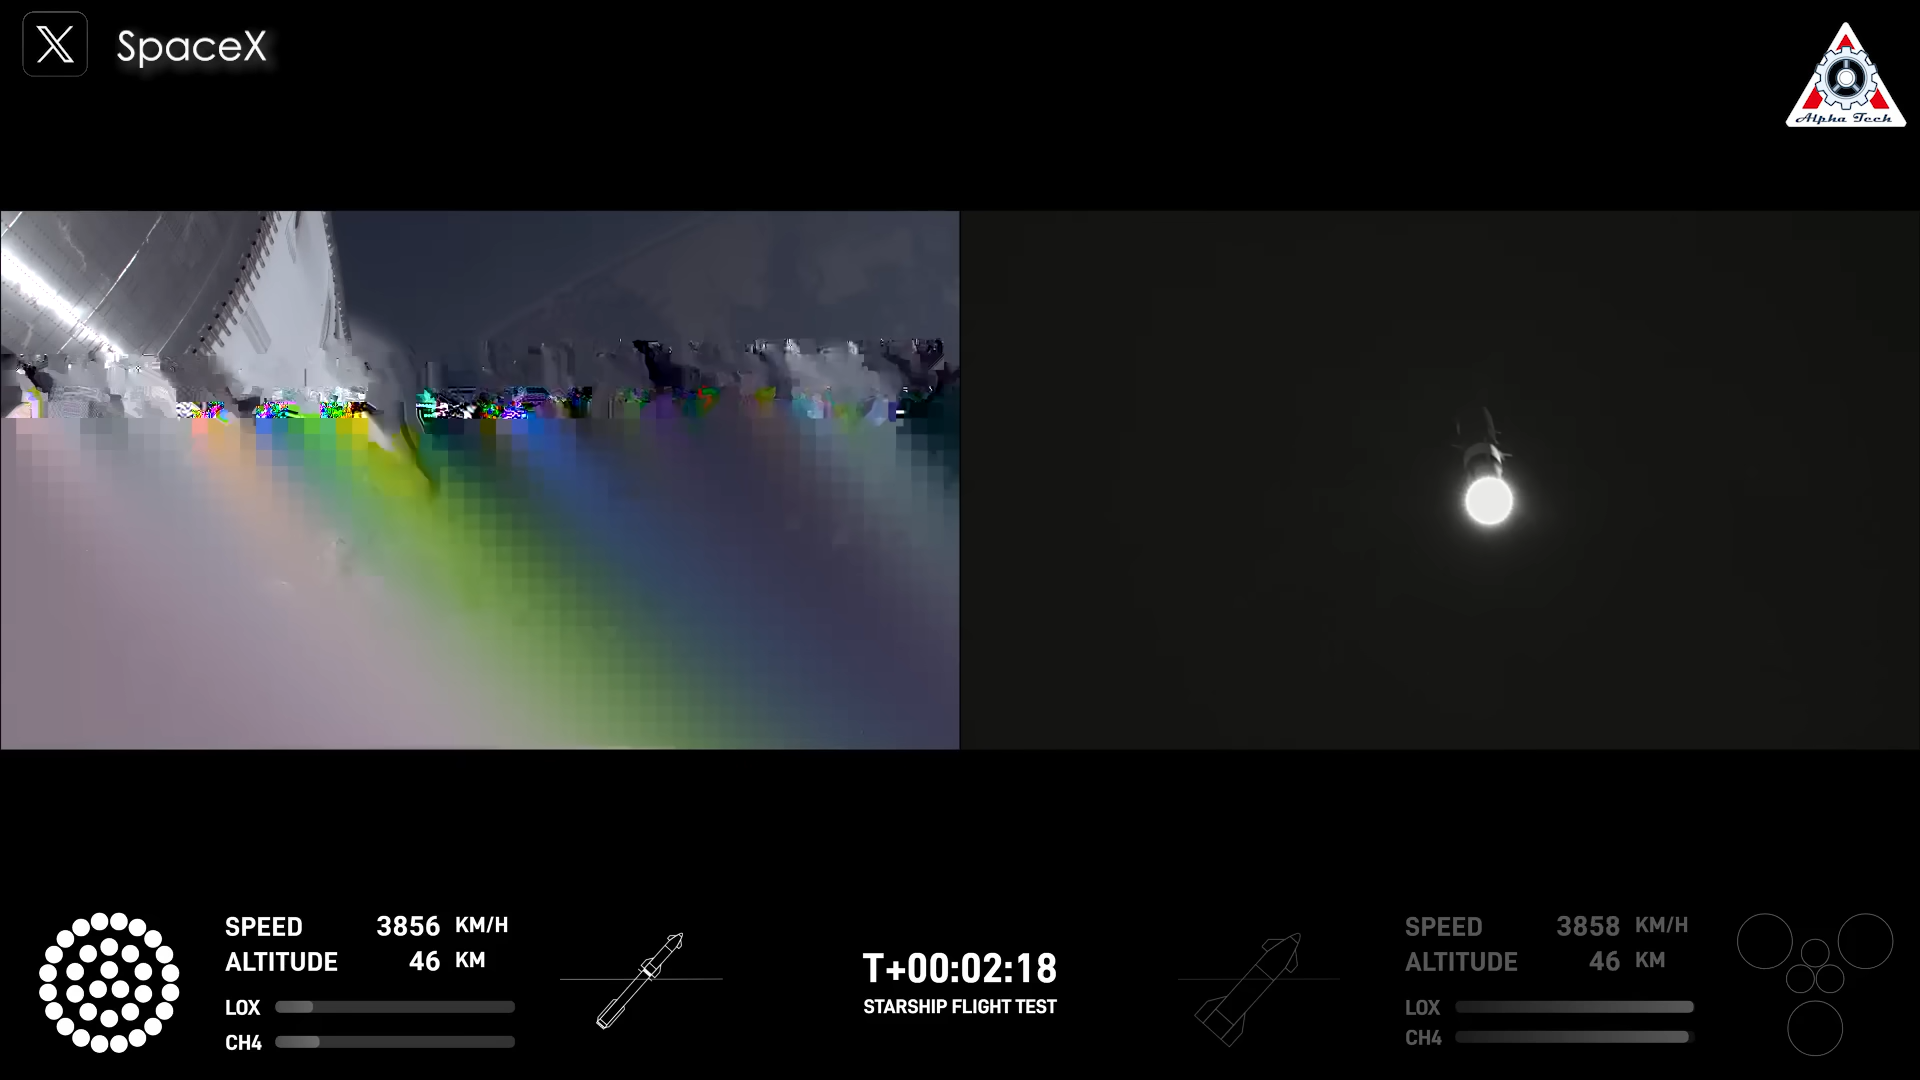 SpaceX
Alpha Tech
SPEED 3856 KM/H
ALTITUDE 46 KM
LOX
CH4
T+00:02:18
STARSHIP FLIGHT TEST
SPEED 3858 KM/H
ALTITUDE 46 KM
LOX
CH4